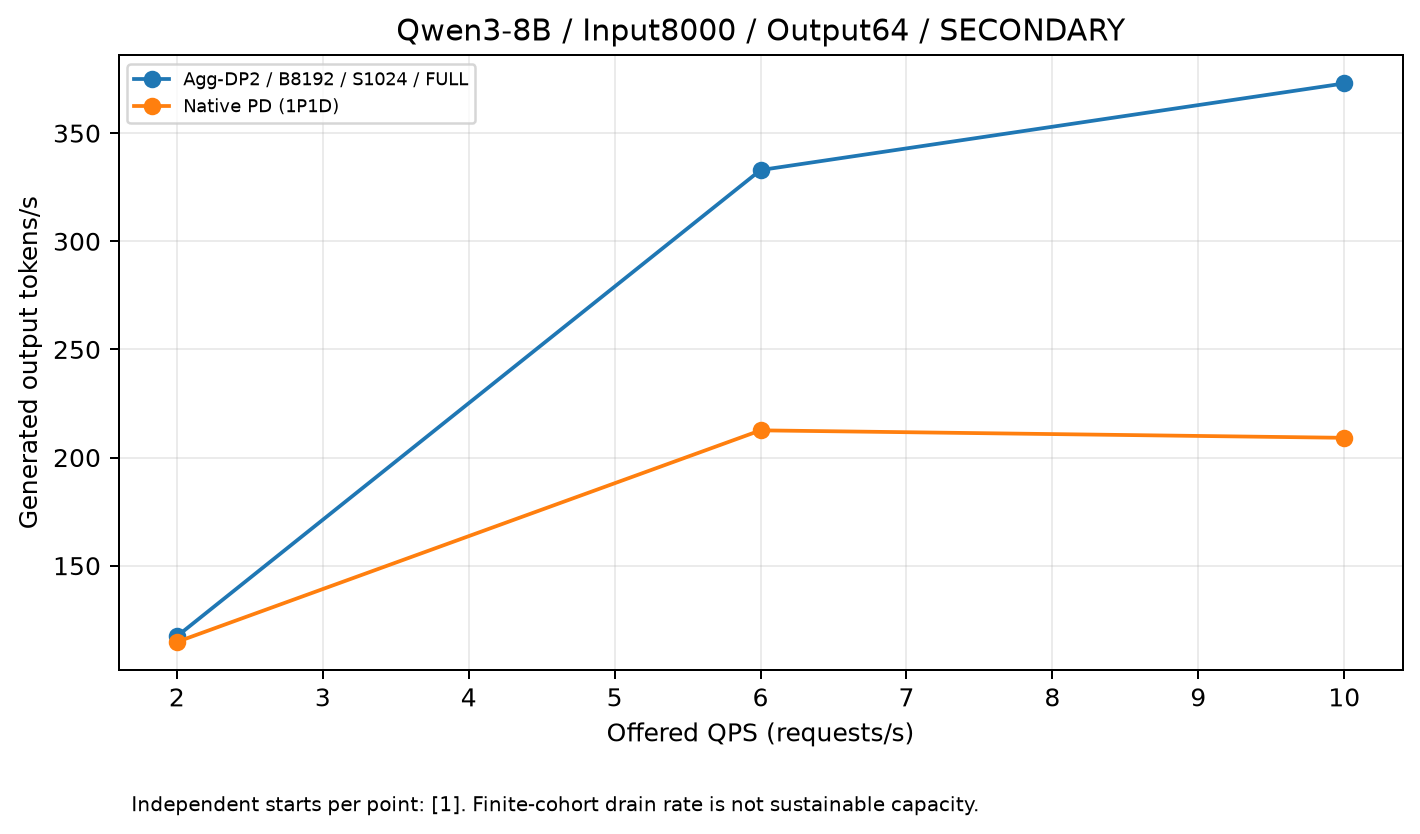 Qwen3-8B / Input8000 / Output64 / SECONDARY
Agg-DP2 / B8192 / S1024 / FULL
Native PD (1P1D)
Generated output tokens/s
350
300
250
200
150
2 3 4 5 6 7 8 9 10
Offered QPS (requests/s)
Independent starts per point: [1]. Finite-cohort drain rate is not sustainable capacity.